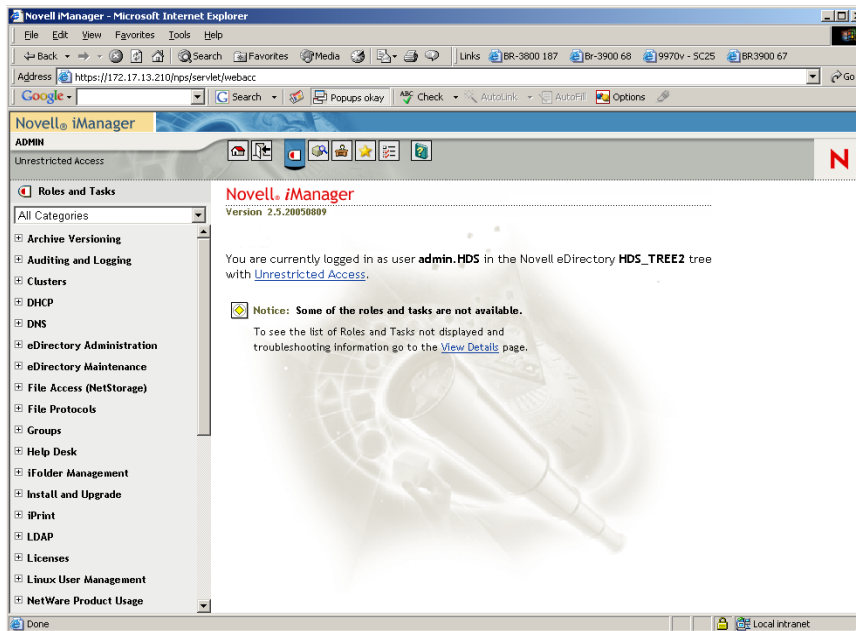 Novell iManager - Microsoft Internet Explorer
File Edit View Favorites Tools Help
Back Search Favorites Media Links BR-3800 187 Br-3900 68 9970v - SC25 BR3900 67
Address https://172.17.13.210/nps/servlet/webacc Go
Google Search Popups okay ABC Check AutoLink AutoFill Options
Novell® iManager
ADMIN
Unrestricted Access
N
Roles and Tasks
All Categories
Archive Versioning
Auditing and Logging
Clusters
DHCP
DNS
eDirectory Administration
eDirectory Maintenance
File Access (NetStorage)
File Protocols
Groups
Help Desk
iFolder Management
Install and Upgrade
iPrint
LDAP
Licenses
Linux User Management
NetWare Product Usage
Novell® iManager
Version 2.5.20050809
You are currently logged in as user admin.HDS in the Novell eDirectory HDS_TREE2 tree
with Unrestricted Access.
Notice: Some of the roles and tasks are not available.
To see the list of Roles and Tasks not displayed and
troubleshooting information go to the View Details page.
Done Local intranet